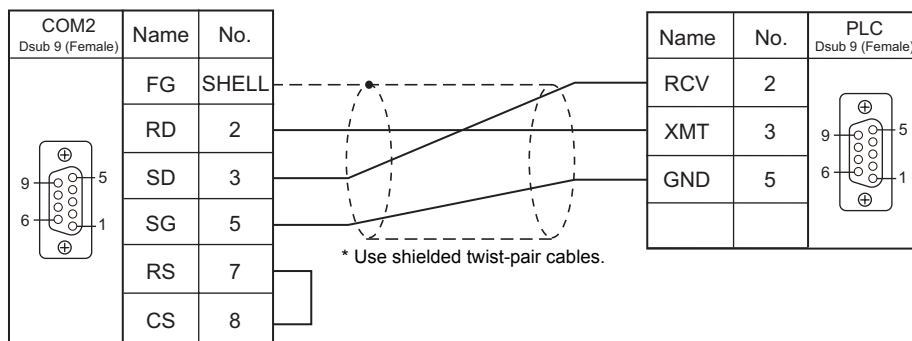 COM2
Dsub 9 (Female)
Name No.
FG SHELL
RD 2
SD 3
SG 5
RS 7
CS 8
9 5
6 1
* Use shielded twist-pair cables.
Name No.
PLC
Dsub 9 (Female)
RCV 2
XMT 3
GND 5
9 5
6 1